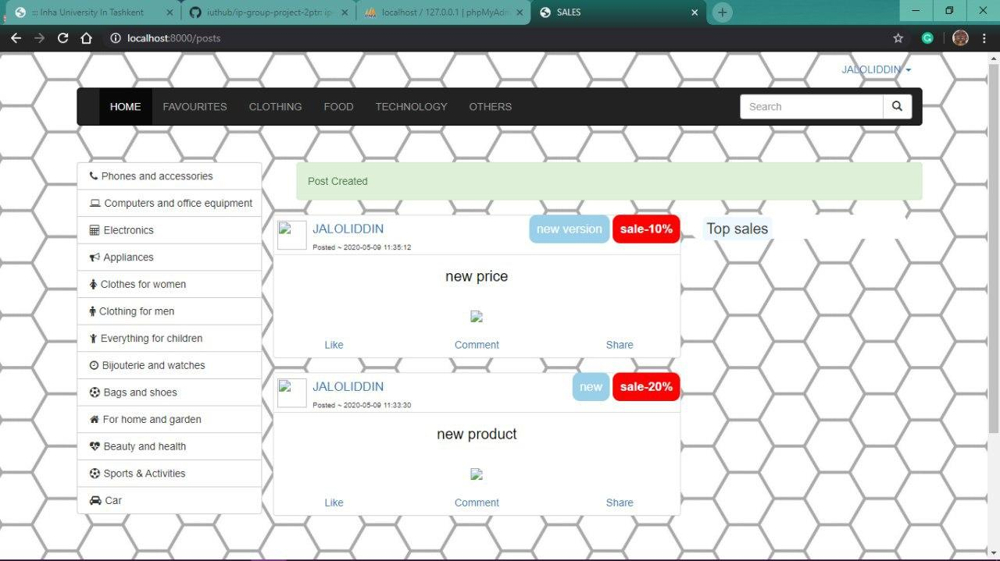 ::: Inha University In Tashkent
iuthub/ip-group-project-2ptn: ip-
localhost / 127.0.0.1 | phpMyAdm
SALES
localhost:8000/posts
JALOLIDDIN
HOME FAVOURITES CLOTHING FOOD TECHNOLOGY OTHERS Search
Phones and accessories
Computers and office equipment
Electronics
Appliances
Clothes for women
Clothing for men
Everything for children
Bijouterie and watches
Bags and shoes
For home and garden
Beauty and health
Sports & Activities
Car
Post Created
JALOLIDDIN
Posted ~ 2020-05-09 11:35:12
new version
sale-10%
new price
Like Comment Share
JALOLIDDIN
Posted ~ 2020-05-09 11:33:30
new
sale-20%
new product
Like Comment Share
Top sales